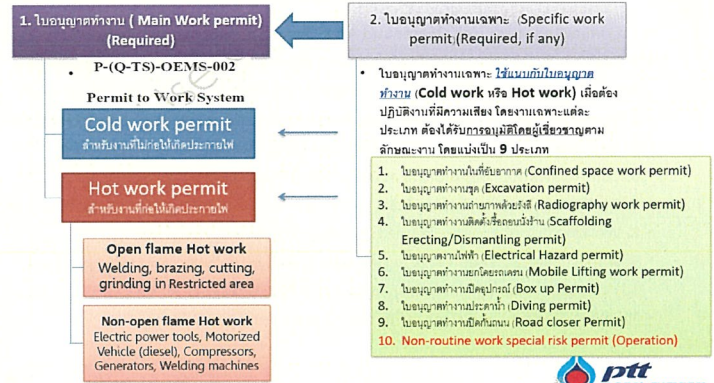 1. ใบอนุญาตทำงาน ( Main Work permit)
(Required)
P-(Q-TS)-OEMS-002
Permit to Work System
Cold work permit
สำหรับงานที่ไม่ก่อให้เกิดประกายไฟ
Hot work permit
สำหรับงานที่ก่อให้เกิดประกายไฟ
Open flame Hot work
Welding, brazing, cutting,
grinding in Restricted area
Non-open flame Hot work
Electric power tools, Motorized
Vehicle (diesel), Compressors,
Generators, Welding machines
2. ใบอนุญาตทำงานเฉพาะ (Specific work
permit)(Required, if any)
• ใบอนุญาตทำงานเฉพาะ ใช้แนบกับใบอนุญาต
ทำงาน (Cold work หรือ Hot work) เมื่อต้อง
ปฏิบัติงานที่มีความเสี่ยง โดยงานเฉพาะแต่ละ
ประเภท ต้องได้รับการอนุมัติโดยผู้เชี่ยวชาญตาม
ลักษณะงาน โดยแบ่งเป็น 9 ประเภท
1. ใบอนุญาตทำงานในที่อับอากาศ (Confined space work permit)
2. ใบอนุญาตทำงานขุด (Excavation permit)
3. ใบอนุญาตทำงานถ่ายภาพด้วยรังสี (Radiography work permit)
4. ใบอนุญาตทำงานติดตั้งรื้อถอนนั่งร้าน (Scaffolding
Erecting/Dismantling permit)
5. ใบอนุญาตงานไฟฟ้า (Electrical Hazard permit)
6. ใบอนุญาตทำงานยกโดยรถเครน (Mobile Lifting work permit)
7. ใบอนุญาตทำงานปิดอุปกรณ์ (Box up Permit)
8. ใบอนุญาตทำงานประดาน้ำ (Diving permit)
9. ใบอนุญาตทำงานปิดกั้นถนน (Road closer Permit)
10. Non-routine work special risk permit (Operation)
ptt